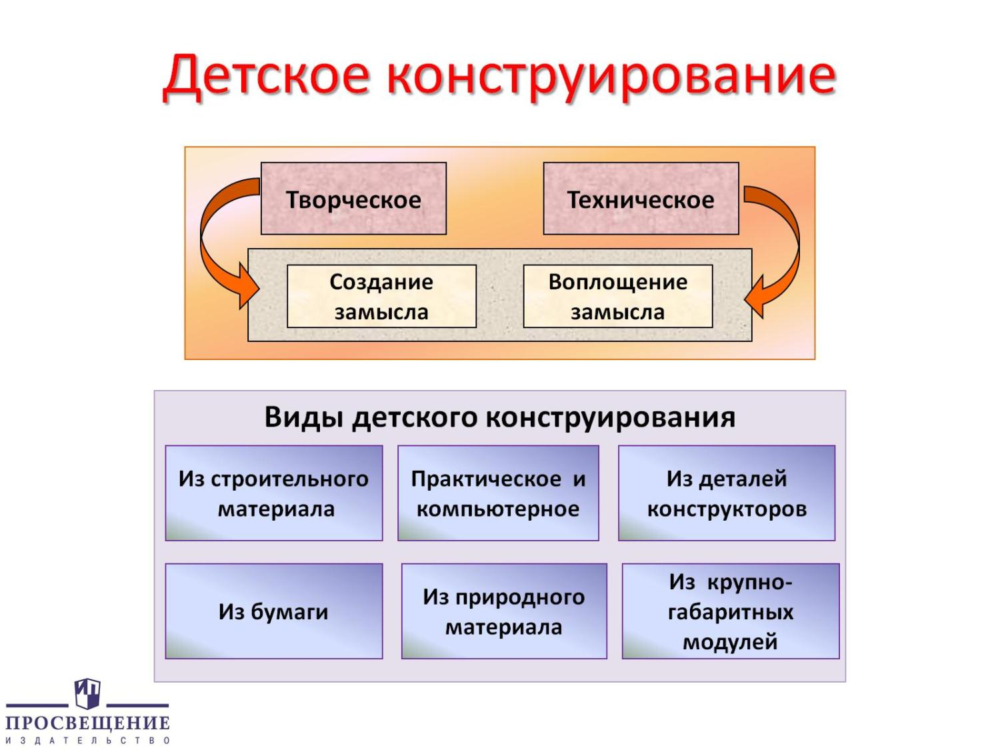 Детское конструирование
Творческое
Техническое
Создание
замысла
Воплощение
замысла
Виды детского конструирования
Из строительного
материала
Практическое и
компьютерное
Из деталей
конструкторов
Из бумаги
Из природного
материала
Из крупно-
габаритных
модулей
ИП
ПРОСВЕЩЕНИЕ
ИЗДАТЕЛЬСТВО